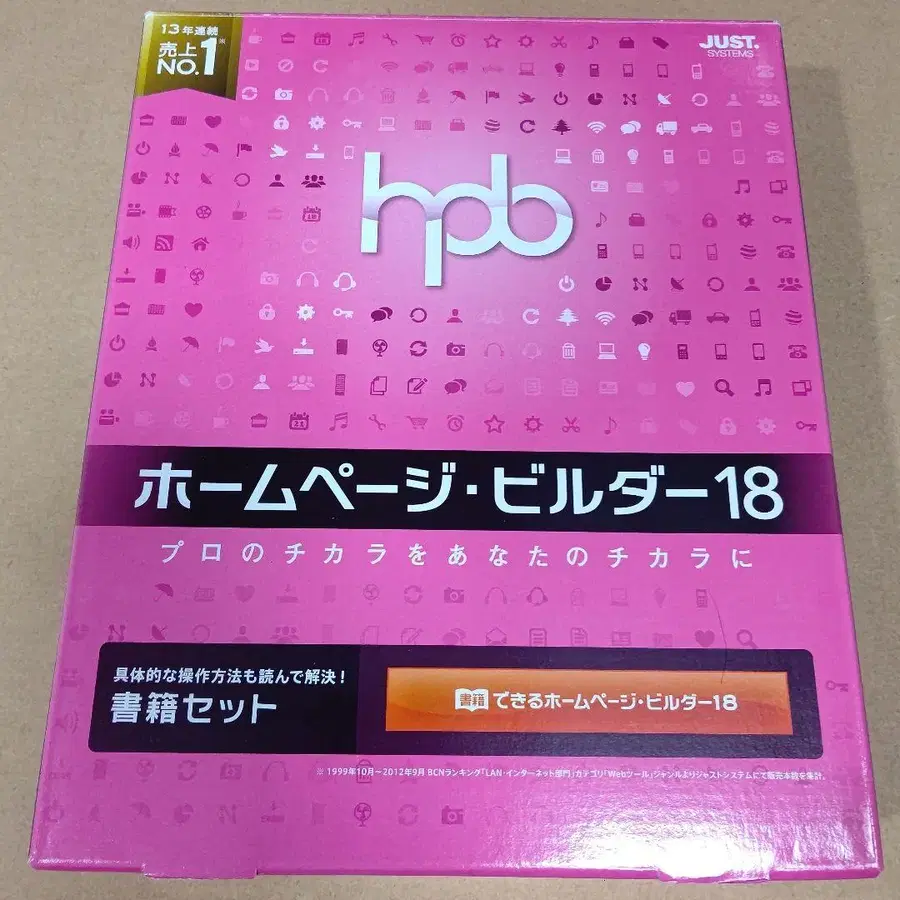 13年連続
売上
NO.1※
JUST.
SYSTEMS
hpb
ホームページ・ビルダー18
プロのチカラをあなたのチカラに
具体的な操作方法も読んで解決！
書籍セット
書籍 できるホームページ・ビルダー18
※ 1999年10月～2012年9月 BCNランキング「LAN・インターネット部門」カテゴリ「Webツール」ジャンルよりジャストシステムにて販売本数を集計。